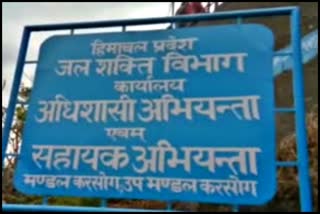 हिमाचल प्रदेश
जल शक्ति विभाग
कार्यालय
अधिशासी अभियन्ता
एवम्
सहायक अभियन्ता
मण्डल करसोग,उप मण्डल करसोग